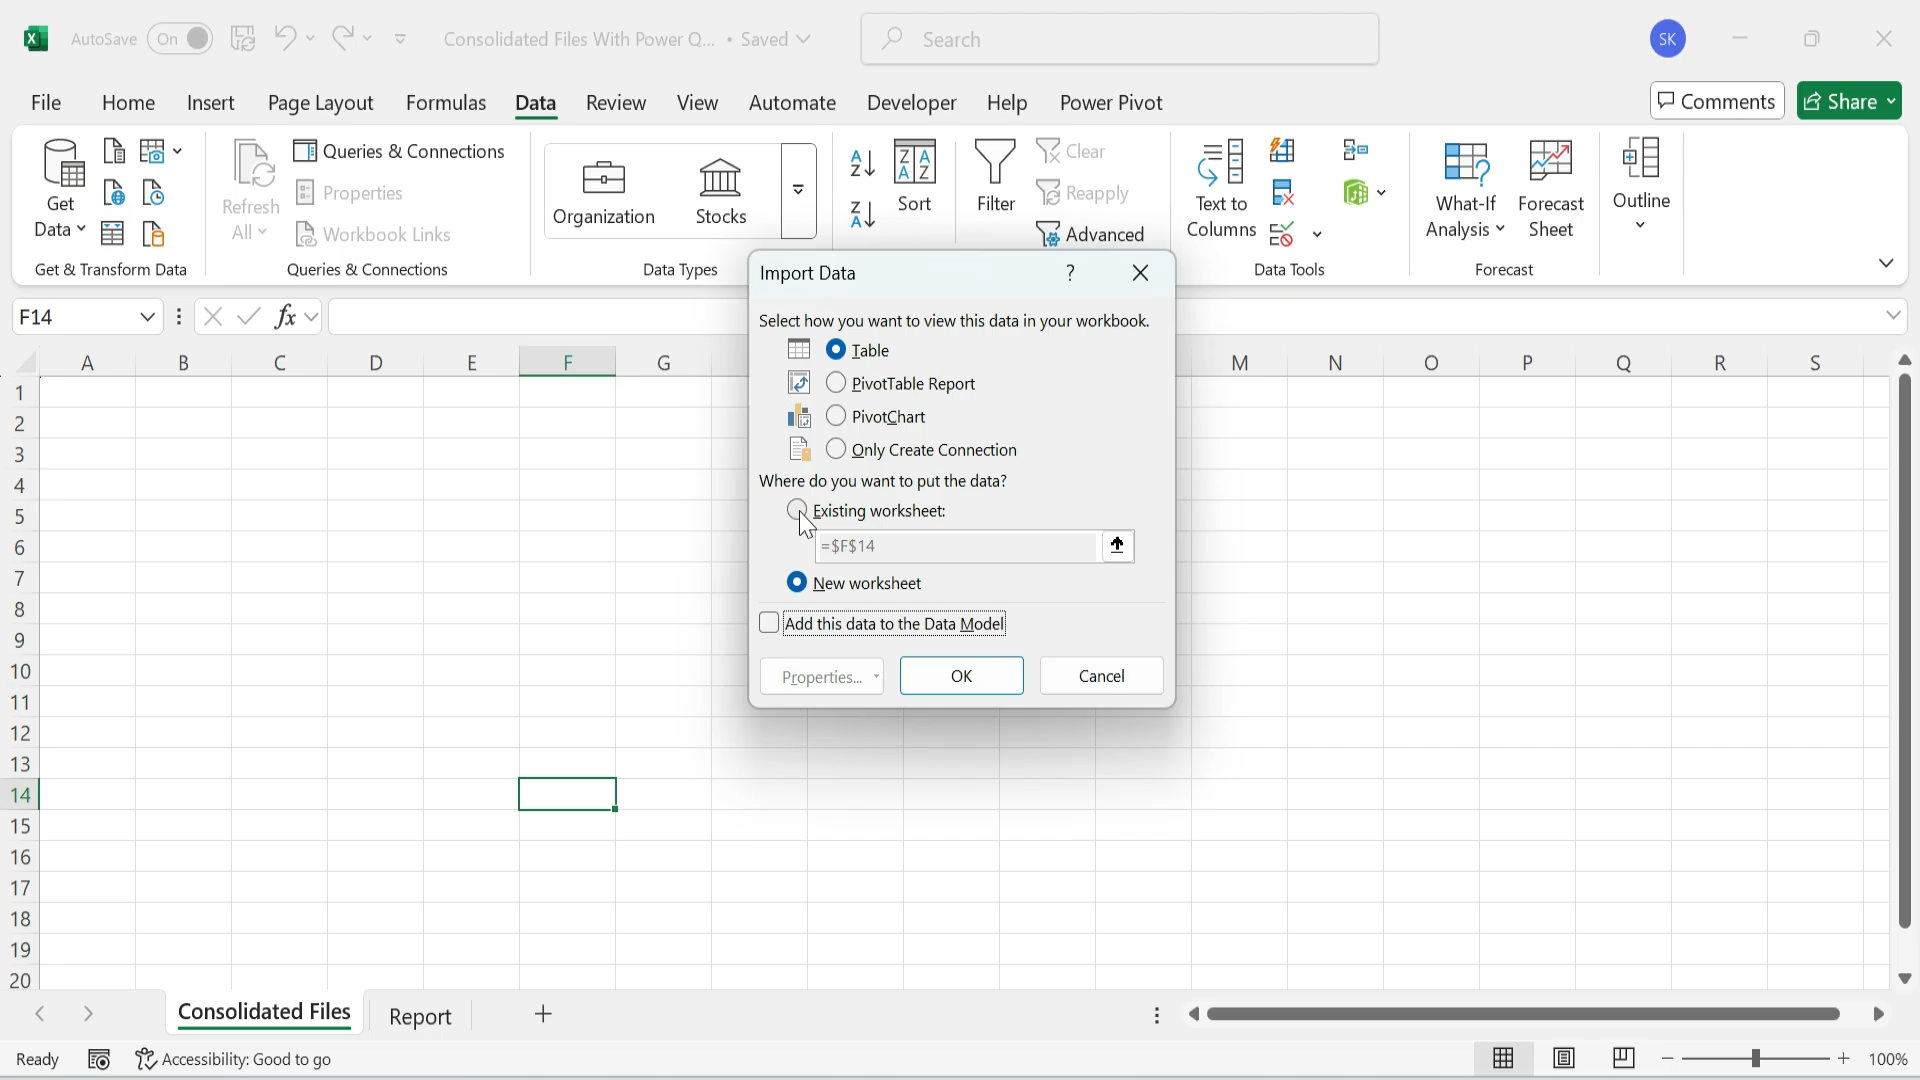 AutoSave On Consolidated Files With Power Q... • Saved Search SK
File Home Insert Page Layout Formulas Data Review View Automate Developer Help Power Pivot Comments Share
Get Data
Refresh All
Queries & Connections
Properties
Workbook Links
Organization Stocks
Sort
Filter
Clear
Reapply
Advanced
Text to Columns
What-If Analysis
Forecast Sheet
Outline
Get & Transform Data Queries & Connections Data Types Data Tools Forecast
F14 fx
Import Data ?
Select how you want to view this data in your workbook.
Table
PivotTable Report
PivotChart
Only Create Connection
Where do you want to put the data?
Existing worksheet:
=$F$14
New worksheet
Add this data to the Data Model
Properties... OK Cancel
A B C D E F G M N O P Q R S
1
2
3
4
5
6
7
8
9
10
11
12
13
14
15
16
17
18
19
20
Consolidated Files Report
Ready Accessibility: Good to go 100%